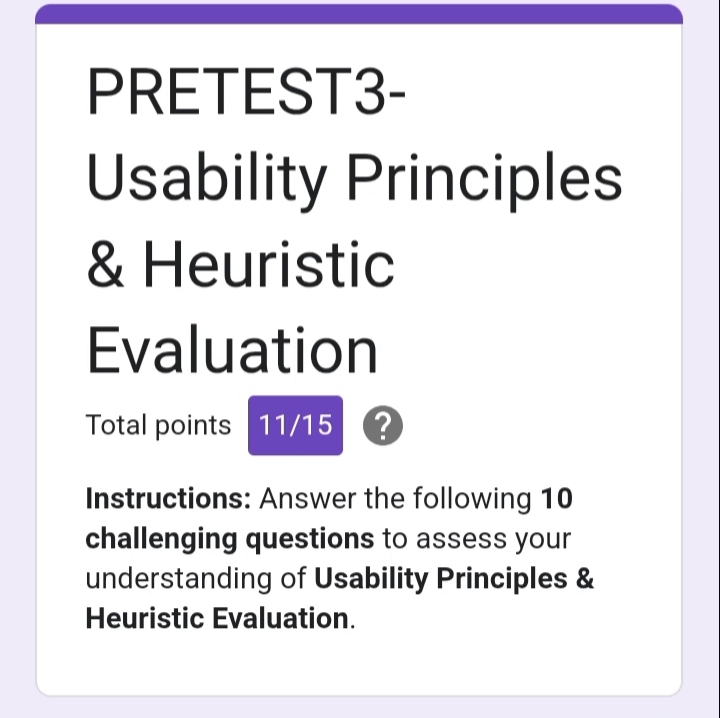 PRETEST3-
Usability Principles
& Heuristic
Evaluation
Total points 11/15 ?
Instructions: Answer the following 10
challenging questions to assess your
understanding of Usability Principles &
Heuristic Evaluation.